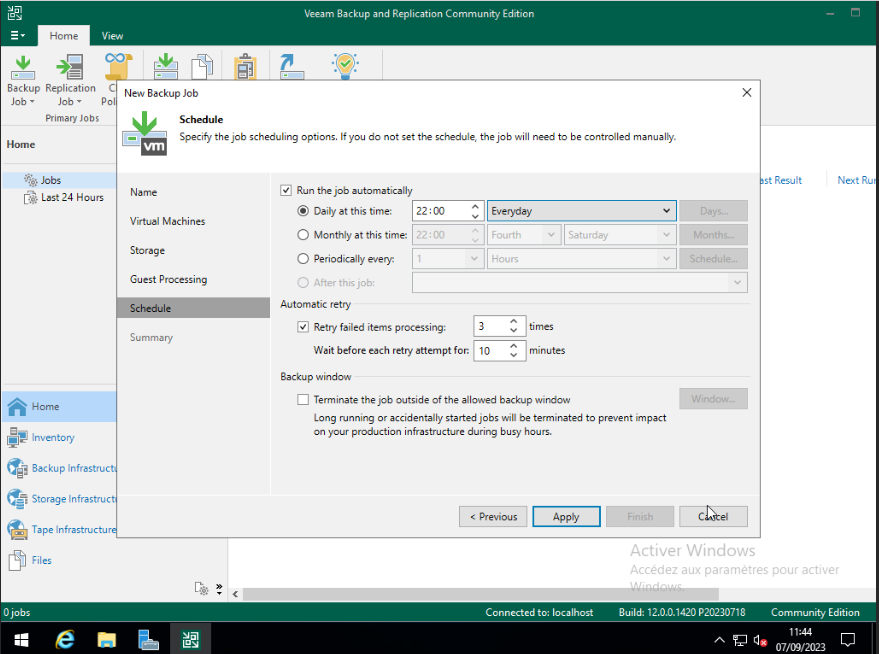 Veeam Backup and Replication Community Edition
Home
View
Backup
Job
Replication
Job
Primary Jobs
Home
Jobs
Last 24 Hours
Last Result
Next Run
New Backup Job
vm
Schedule
Specify the job scheduling options. If you do not set the schedule, the job will need to be controlled manually.
Name
Virtual Machines
Storage
Guest Processing
Schedule
Summary
Run the job automatically
Daily at this time: 22:00 Everyday Days...
Monthly at this time: 22:00 Fourth Saturday Months...
Periodically every: 1 Hours Schedule...
After this job:
Automatic retry
Retry failed items processing: 3 times
Wait before each retry attempt for: 10 minutes
Backup window
Terminate the job outside of the allowed backup window Window...
Long running or accidentally started jobs will be terminated to prevent impact
on your production infrastructure during busy hours.
< Previous Apply Finish Cancel
Home
Inventory
Backup Infrastructu
Storage Infrastruct
Tape Infrastructure
Files
Activer Windows
Accédez aux paramètres pour activer
Windows.
0 jobs
Connected to: localhost Build: 12.0.0.1420 P20230718 Community Edition
11:44
07/09/2023